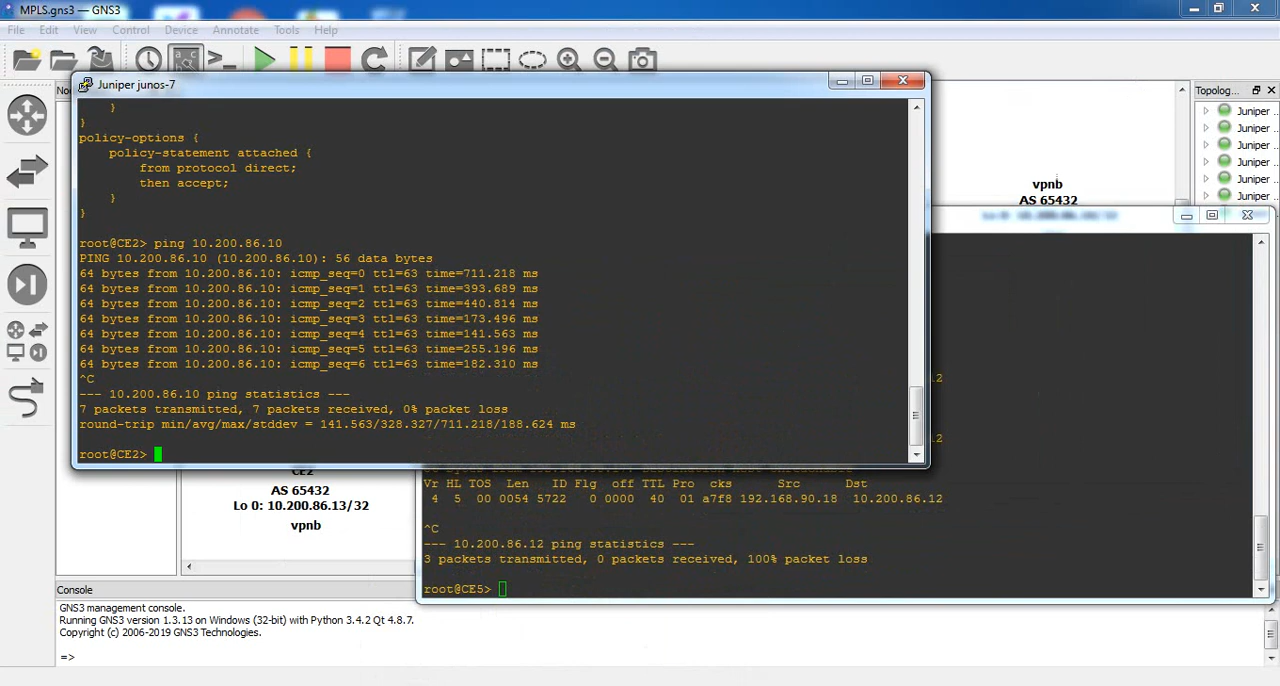 MPLS.gns3 — GNS3
File Edit View Control Device Annotate Tools Help
Juniper junos-7
Topolog...
Juniper ..
Juniper ..
Juniper ..
Juniper ..
Juniper ..
Juniper ..
    }
}
policy-options {
    policy-statement attached {
        from protocol direct;
        then accept;
    }
}
root@CE2> ping 10.200.86.10
PING 10.200.86.10 (10.200.86.10): 56 data bytes
64 bytes from 10.200.86.10: icmp_seq=0 ttl=63 time=711.218 ms
64 bytes from 10.200.86.10: icmp_seq=1 ttl=63 time=393.689 ms
64 bytes from 10.200.86.10: icmp_seq=2 ttl=63 time=440.814 ms
64 bytes from 10.200.86.10: icmp_seq=3 ttl=63 time=173.496 ms
64 bytes from 10.200.86.10: icmp_seq=4 ttl=63 time=141.563 ms
64 bytes from 10.200.86.10: icmp_seq=5 ttl=63 time=255.196 ms
64 bytes from 10.200.86.10: icmp_seq=6 ttl=63 time=182.310 ms
^C
--- 10.200.86.10 ping statistics ---
7 packets transmitted, 7 packets received, 0% packet loss
round-trip min/avg/max/stddev = 141.563/328.327/711.218/188.624 ms
root@CE2>
vpnb
AS 65432
Lo 0: 10.200.86.13/32
vpnb
AS 65432
12
12
Vr HL TOS Len ID Flg off TTL Pro cks Src Dst
4 5 00 0054 5722 0 0000 40 01 a7f8 192.168.90.18 10.200.86.12
^C
--- 10.200.86.12 ping statistics ---
3 packets transmitted, 0 packets received, 100% packet loss
root@CE5>
Console
GNS3 management console.
Running GNS3 version 1.3.13 on Windows (32-bit) with Python 3.4.2 Qt 4.8.7.
Copyright (c) 2006-2019 GNS3 Technologies.
=>